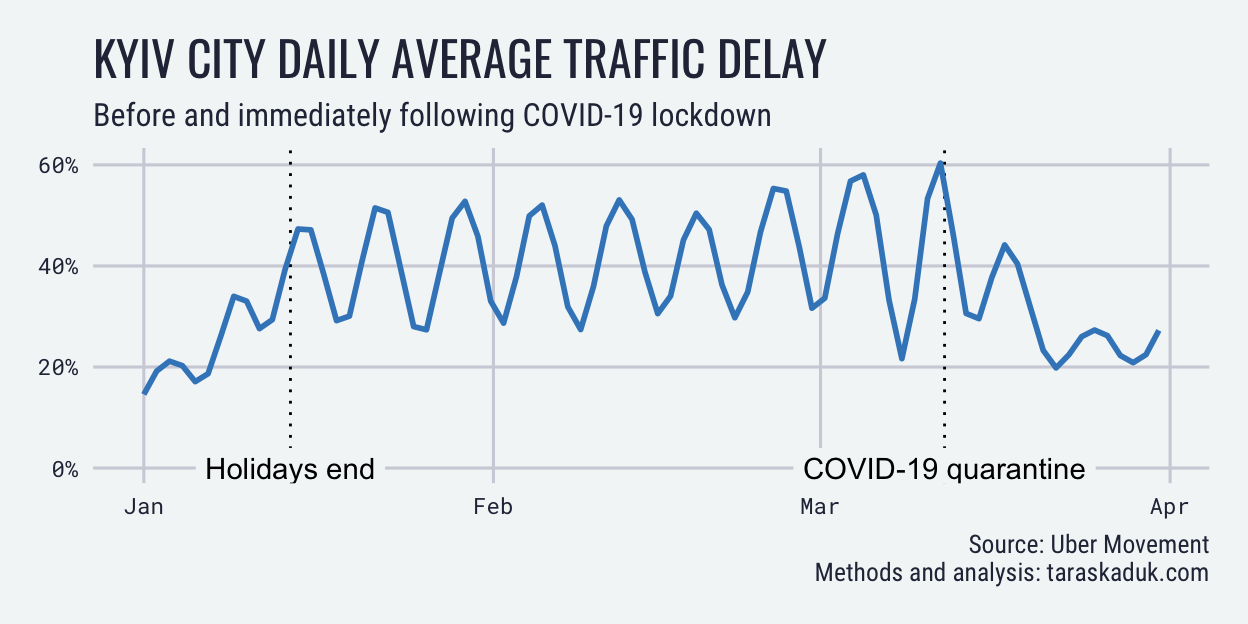 KYIV CITY DAILY AVERAGE TRAFFIC DELAY
Before and immediately following COVID-19 lockdown
60%
40%
20%
0%
Holidays end
COVID-19 quarantine
Jan
Feb
Mar
Apr
Source: Uber Movement
Methods and analysis: taraskaduk.com